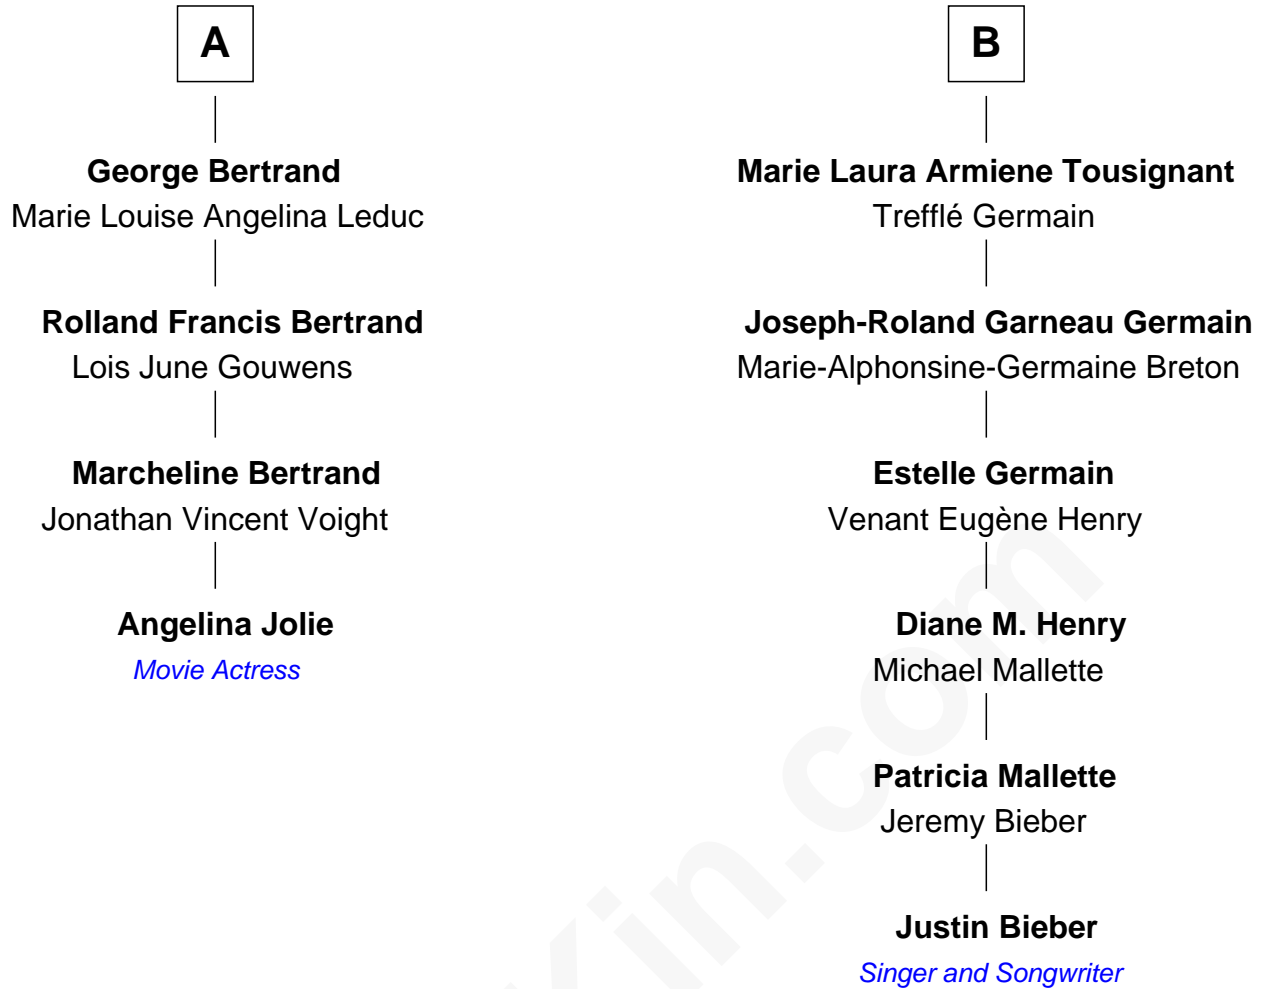 A
George Bertrand
Marie Louise Angelina Leduc
Rolland Francis Bertrand
Lois June Gouwens
Marcheline Bertrand
Jonathan Vincent Voight
Angelina Jolie
Movie Actress
B
Marie Laura Armiene Tousignant
Trefflé Germain
Joseph-Roland Garneau Germain
Marie-Alphonsine-Germaine Breton
Estelle Germain
Venant Eugène Henry
Diane M. Henry
Michael Mallette
Patricia Mallette
Jeremy Bieber
Justin Bieber
Singer and Songwriter
Kin.com